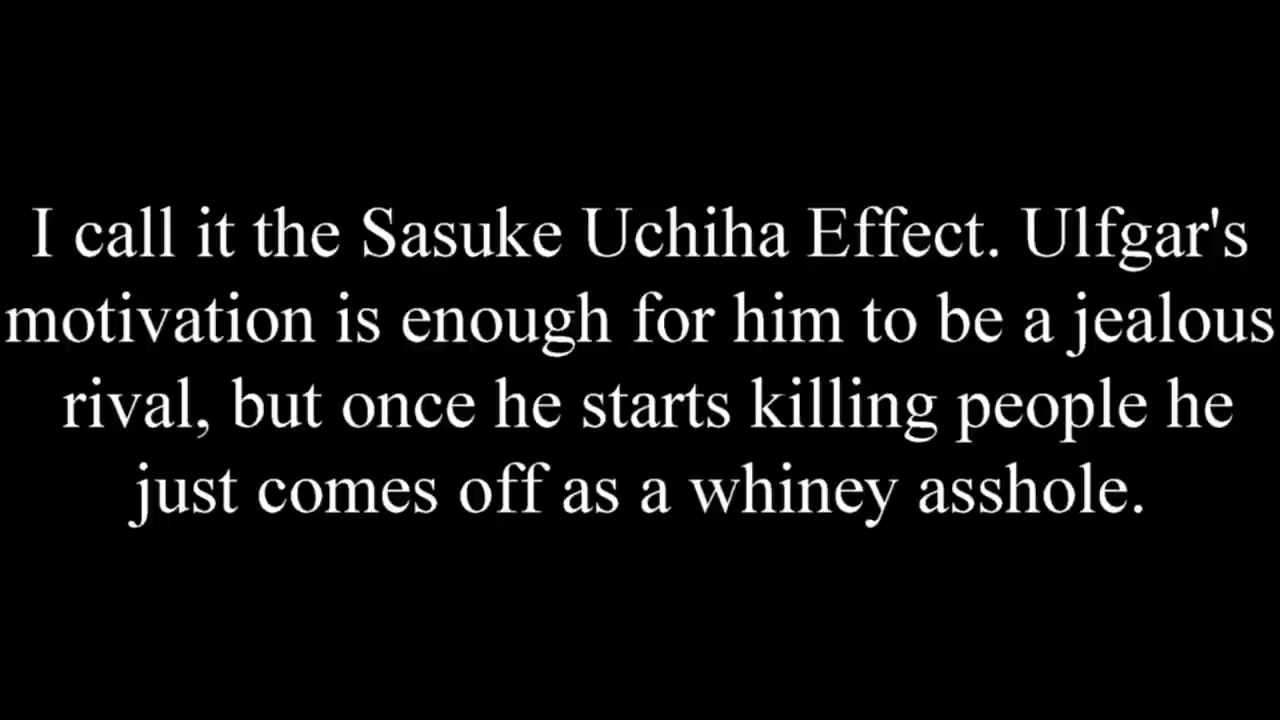 I call it the Sasuke Uchiha Effect. Ulfgar's
motivation is enough for him to be a jealous
rival, but once he starts killing people he
just comes off as a whiney asshole.